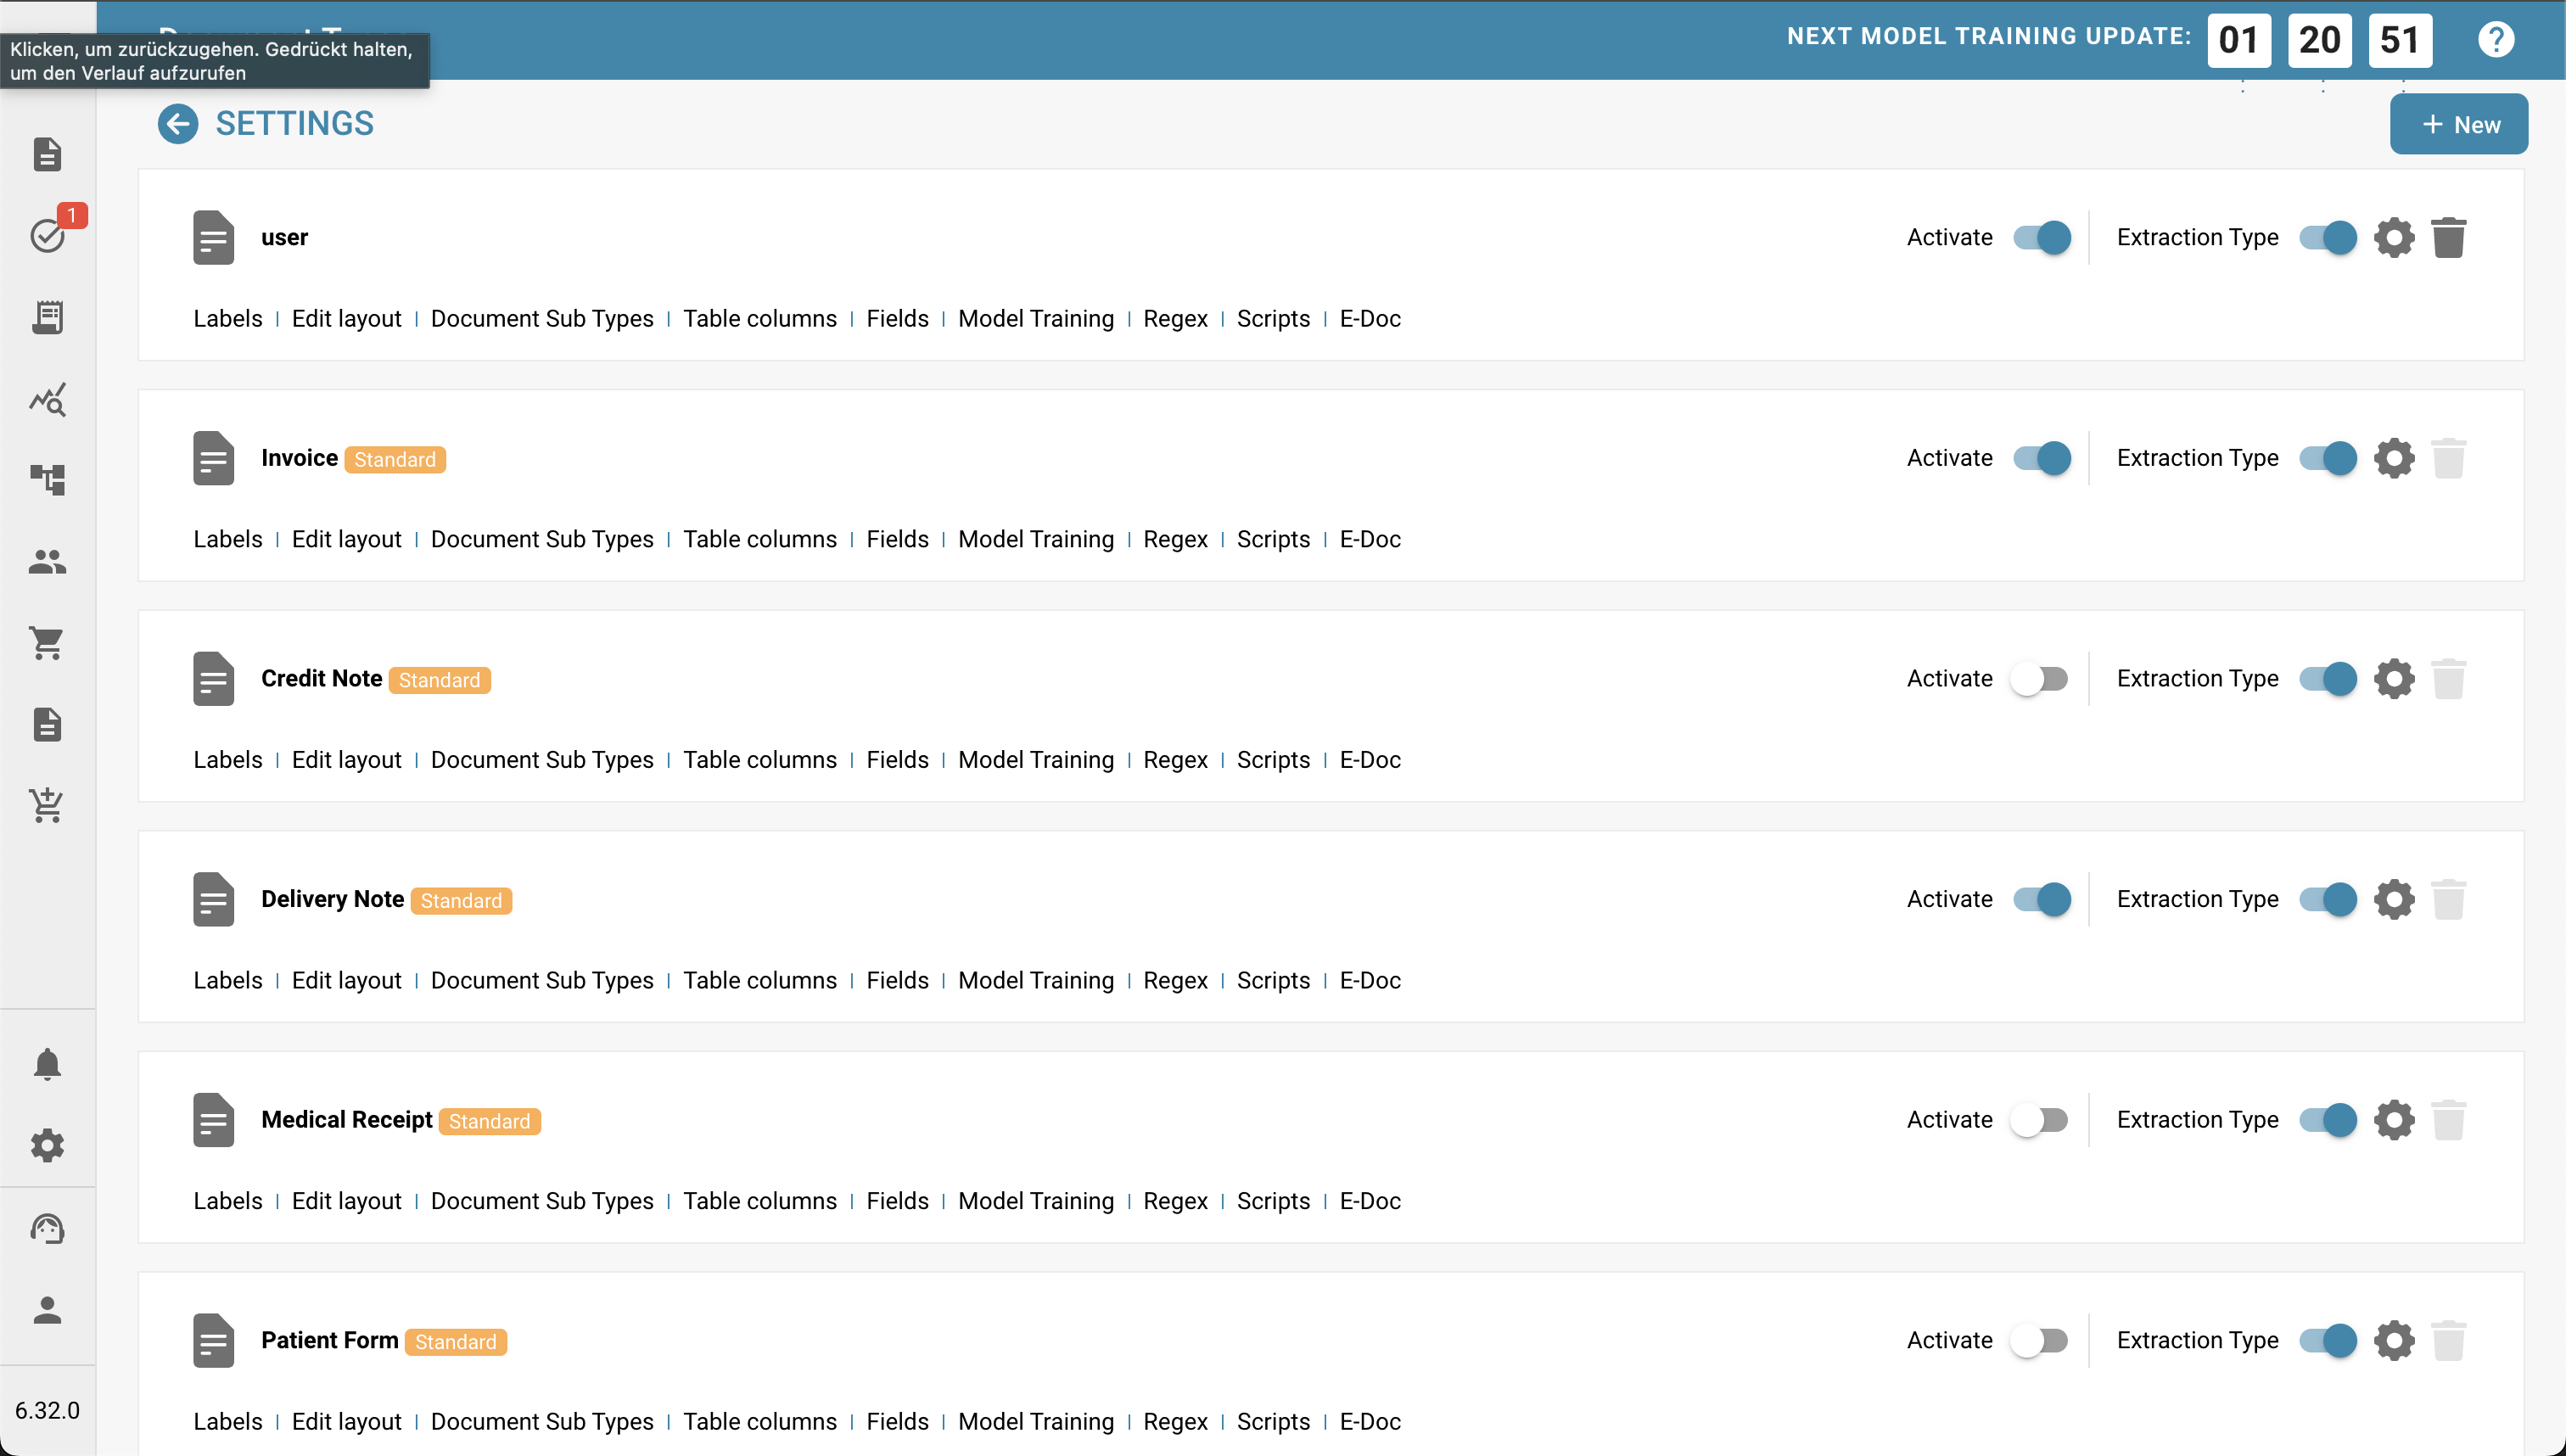 Klicken, um zurückzugehen. Gedrückt halten,
um den Verlauf aufzurufen
NEXT MODEL TRAINING UPDATE: 01 20 51 ?
SETTINGS
+ New
1
user
Activate Extraction Type
Labels Edit layout Document Sub Types Table columns Fields Model Training Regex Scripts E-Doc
Invoice Standard
Activate Extraction Type
Labels Edit layout Document Sub Types Table columns Fields Model Training Regex Scripts E-Doc
Credit Note Standard
Activate Extraction Type
Labels Edit layout Document Sub Types Table columns Fields Model Training Regex Scripts E-Doc
Delivery Note Standard
Activate Extraction Type
Labels Edit layout Document Sub Types Table columns Fields Model Training Regex Scripts E-Doc
Medical Receipt Standard
Activate Extraction Type
Labels Edit layout Document Sub Types Table columns Fields Model Training Regex Scripts E-Doc
Patient Form Standard
Activate Extraction Type
Labels Edit layout Document Sub Types Table columns Fields Model Training Regex Scripts E-Doc
6.32.0